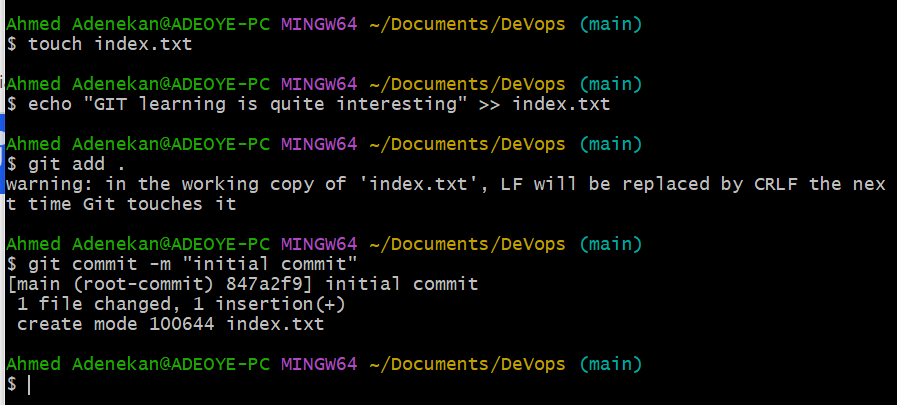 Ahmed Adenekan@ADEOYE-PC MINGW64 ~/Documents/DeVops (main)
$ touch index.txt
Ahmed Adenekan@ADEOYE-PC MINGW64 ~/Documents/DeVops (main)
$ echo "GIT learning is quite interesting" >> index.txt
Ahmed Adenekan@ADEOYE-PC MINGW64 ~/Documents/DeVops (main)
$ git add .
warning: in the working copy of 'index.txt', LF will be replaced by CRLF the nex
t time Git touches it
Ahmed Adenekan@ADEOYE-PC MINGW64 ~/Documents/DeVops (main)
$ git commit -m "initial commit"
[main (root-commit) 847a2f9] initial commit
 1 file changed, 1 insertion(+)
 create mode 100644 index.txt
Ahmed Adenekan@ADEOYE-PC MINGW64 ~/Documents/DeVops (main)
$